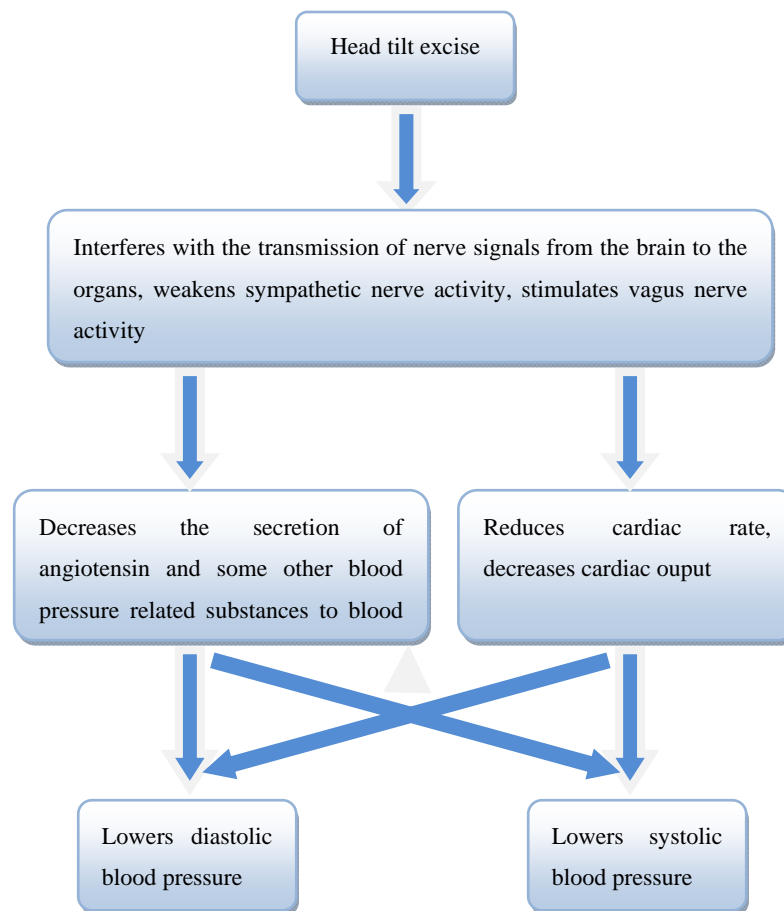 Head tilt excise
Interferes with the transmission of nerve signals from the brain to the
organs, weakens sympathetic nerve activity, stimulates vagus nerve
activity
Decreases the secretion of
angiotensin and some other blood
pressure related substances to blood
Reduces cardiac rate,
decreases cardiac ouput
Lowers diastolic
blood pressure
Lowers systolic
blood pressure